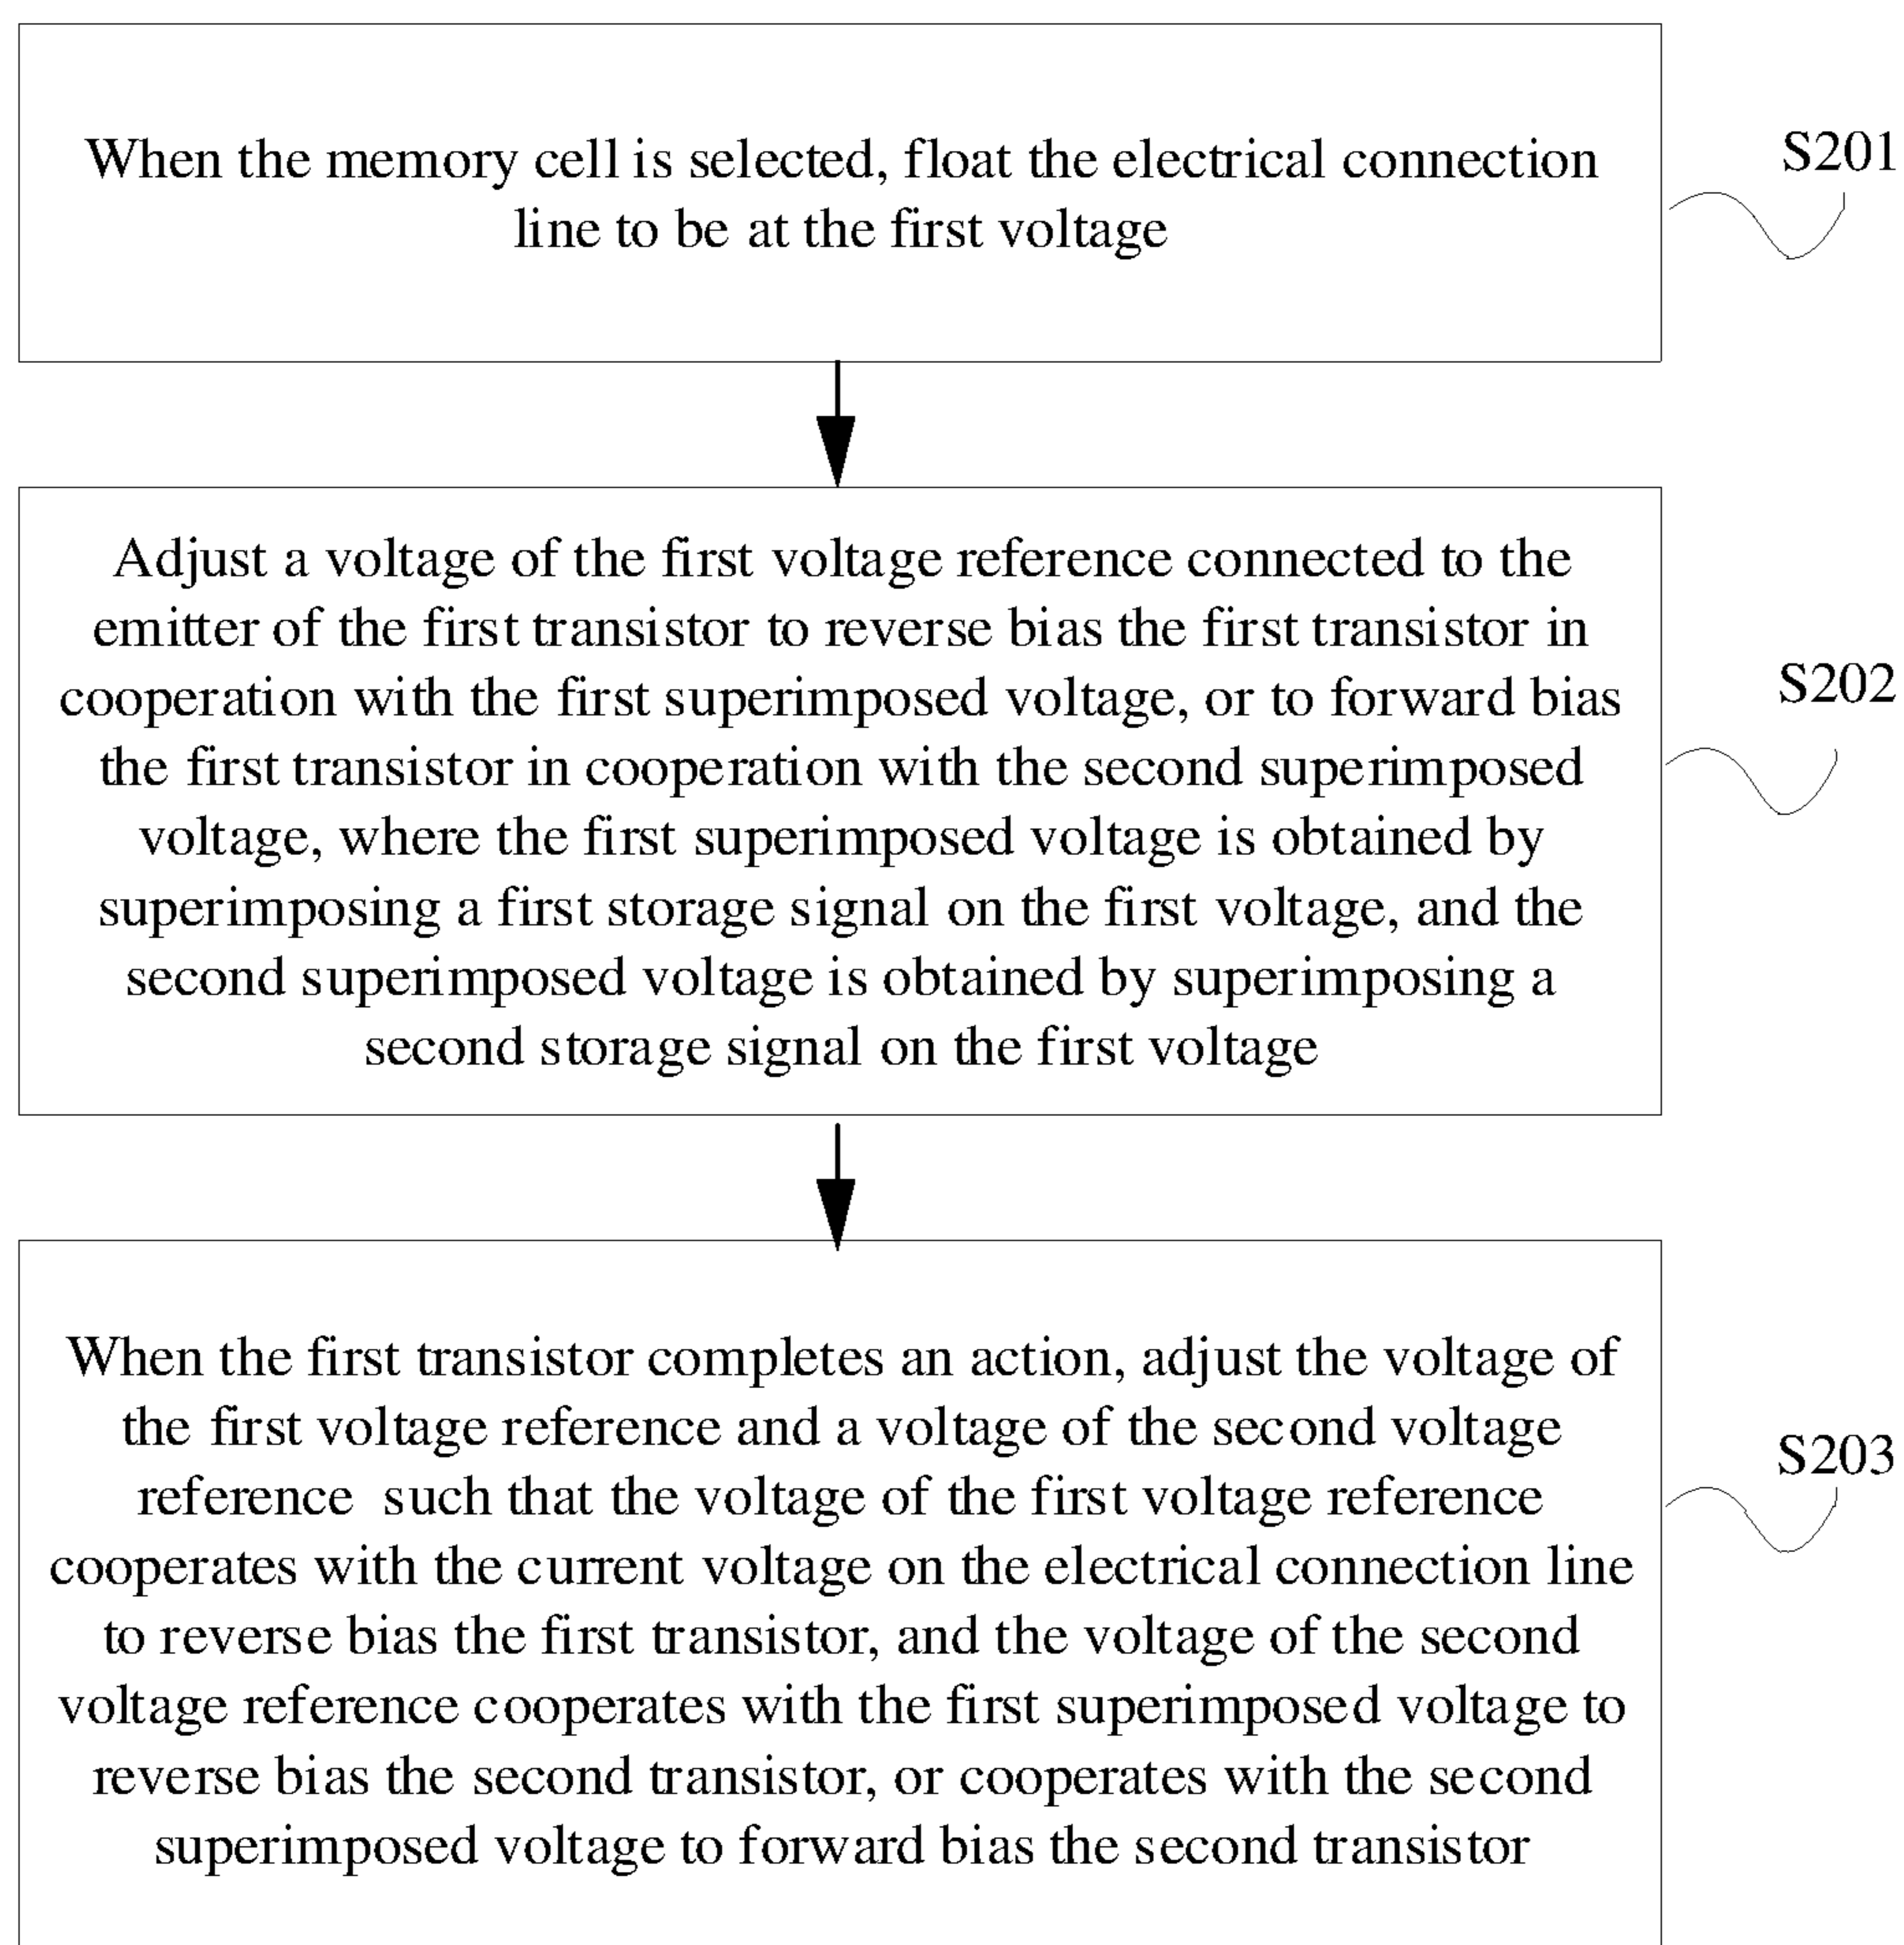 When the memory cell is selected, float the electrical connection
line to be at the first voltage
S201
Adjust a voltage of the first voltage reference connected to the
emitter of the first transistor to reverse bias the first transistor in
cooperation with the first superimposed voltage, or to forward bias
the first transistor in cooperation with the second superimposed
voltage, where the first superimposed voltage is obtained by
superimposing a first storage signal on the first voltage, and the
second superimposed voltage is obtained by superimposing a
second storage signal on the first voltage
S202
When the first transistor completes an action, adjust the voltage of
the first voltage reference and a voltage of the second voltage
reference such that the voltage of the first voltage reference
cooperates with the current voltage on the electrical connection line
to reverse bias the first transistor, and the voltage of the second
voltage reference cooperates with the first superimposed voltage to
reverse bias the second transistor, or cooperates with the second
superimposed voltage to forward bias the second transistor
S203